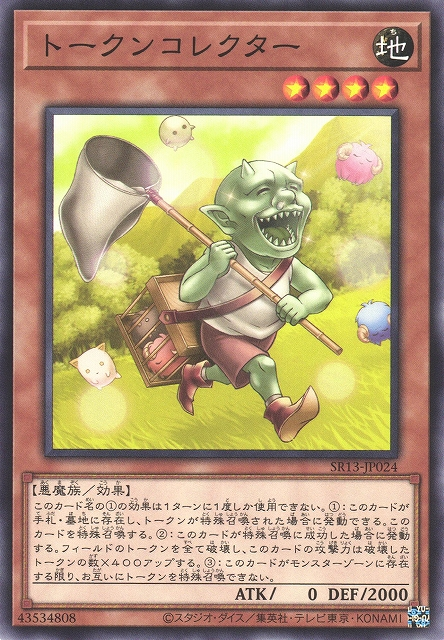 トークンコレクター
地
SR13-JP024
【悪魔族／効果】
このカード名の①の効果は1ターンに1度しか使用できない。①：このカードが
手札・墓地に存在し、トークンが特殊召喚された場合に発動できる。この
カードを特殊召喚する。②：このカードが特殊召喚に成功した場合に発動
する。フィールドのトークンを全て破壊し、このカードの攻撃力は破壊した
トークンの数×400アップする。③：このカードがモンスターゾーンに存在
する限り、お互いにトークンを特殊召喚できない。
ATK/ 0 DEF/2000
43534808
©スタジオ・ダイス／集英社・テレビ東京・KONAMI